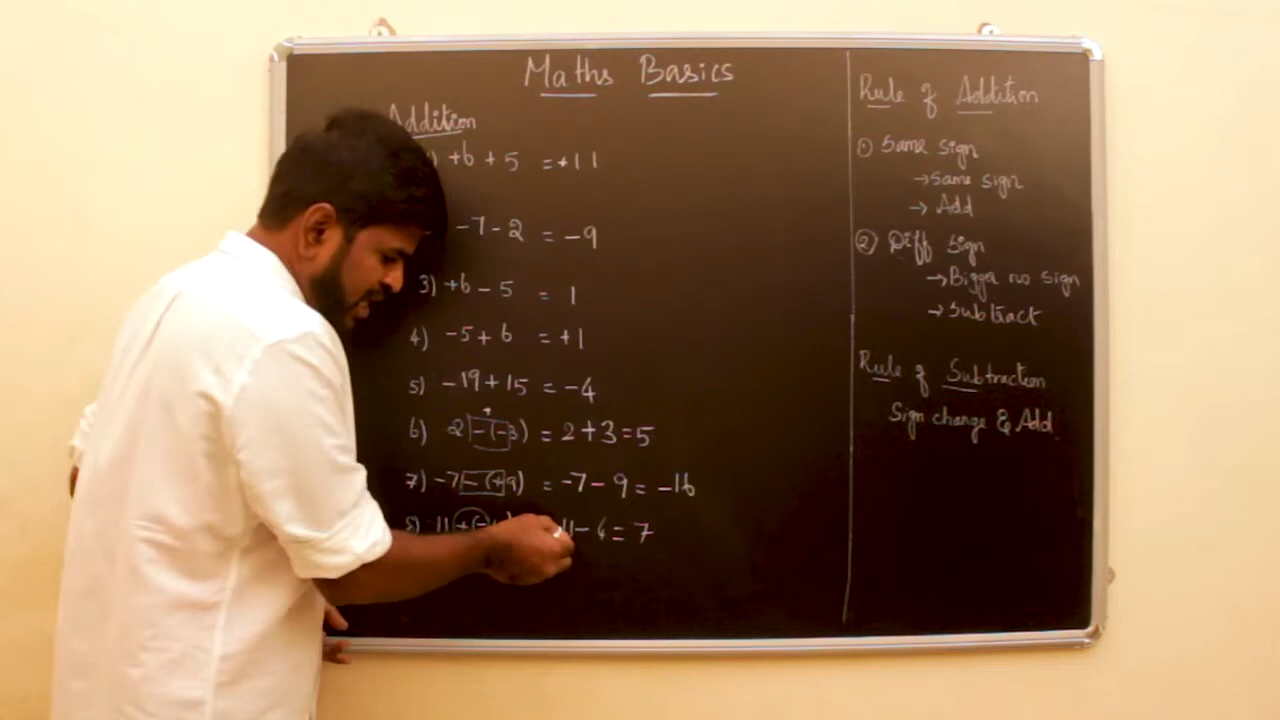 Maths Basics
Addition
+6 + 5 = +11
-7 - 2 = -9
3) +6 - 5 = 1
4) -5 + 6 = +1
5) -19 + 15 = -4
6) 2 - (-3) = 2 + 3 = 5
7) -7 - (+9) = -7 - 9 = -16
8) 11 + (- 11 - 4 = 7
Rule of Addition
① Same sign
→ Same sign
→ Add
② Diff sign
→ Bigger no sign
→ Subtract
Rule of Subtraction
Sign change & Add